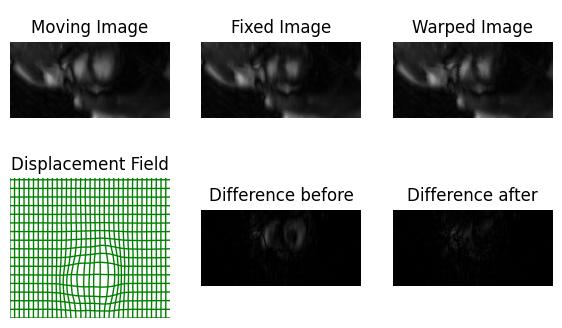 Moving Image
Fixed Image
Warped Image
Displacement Field
Difference before
Difference after